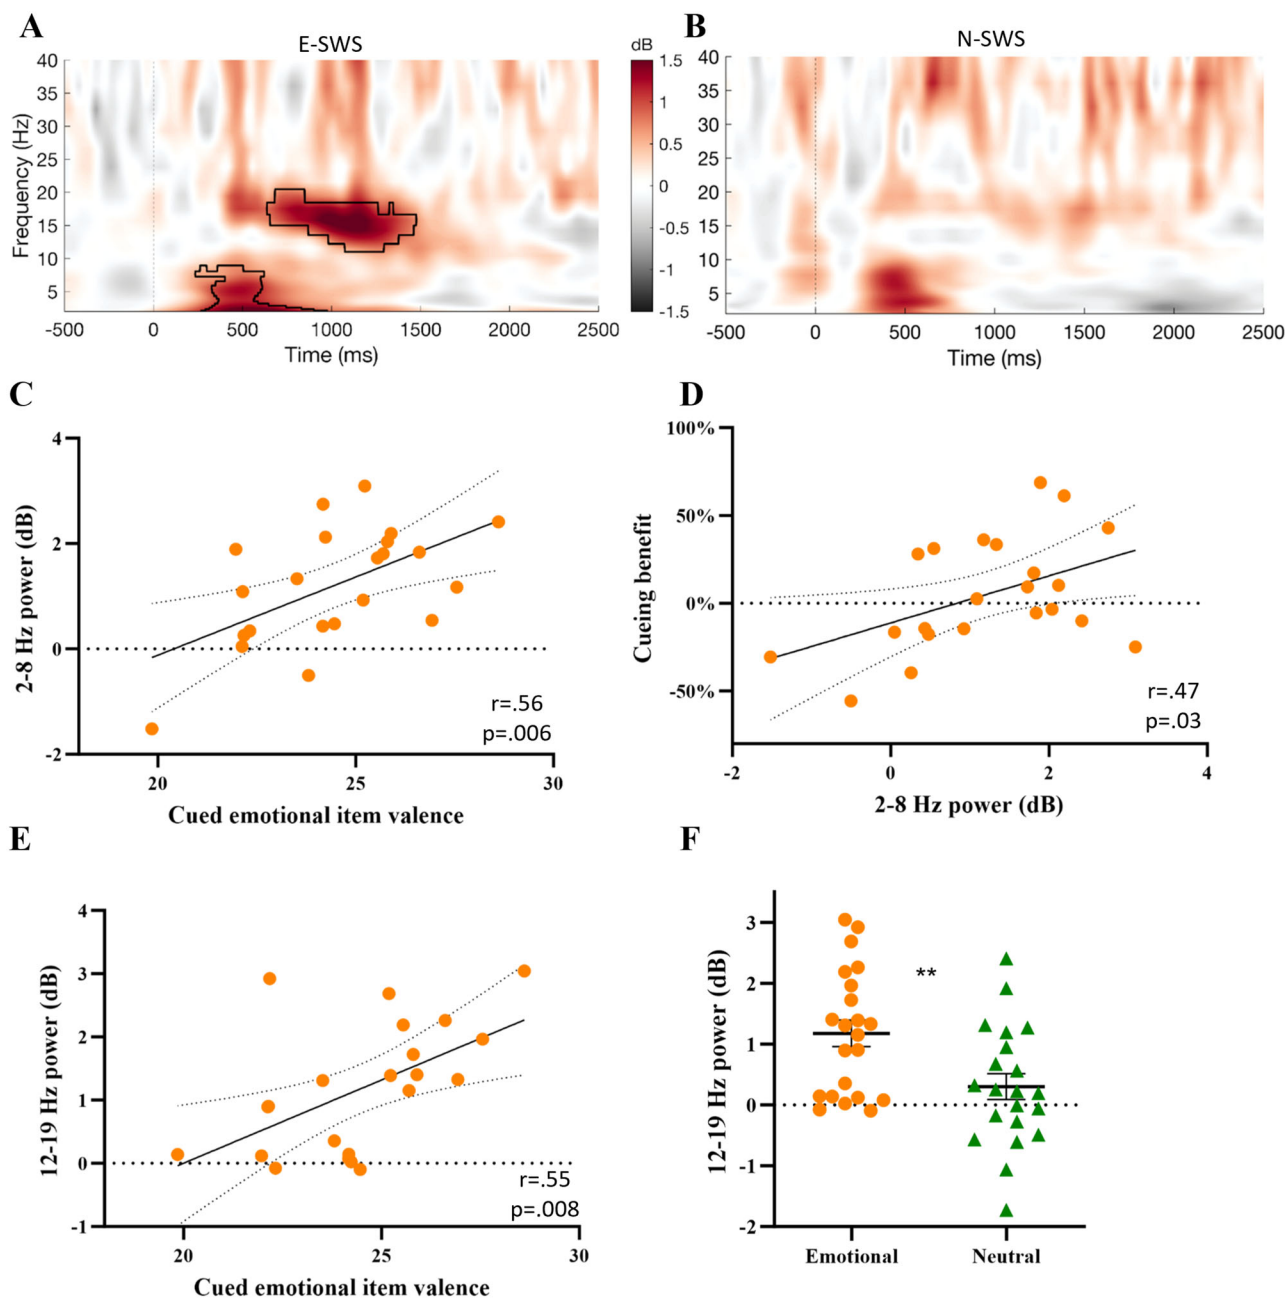 A
E-SWS
dB
B
N-SWS
Frequency (Hz)
40
35
30
25
20
15
10
5
-500 0 500 1000 1500 2000 2500
Time (ms)
1.5
1
0.5
0
-0.5
-1
-1.5
40
35
30
25
20
15
10
5
-500 0 500 1000 1500 2000 2500
Time (ms)
C
2-8 Hz power (dB)
4
2
0
-2
r=.56
p=.006
20 25 30
Cued emotional item valence
D
Cueing benefit
100%
50%
0%
-50%
r=.47
p=.03
-2 0 2 4
2-8 Hz power (dB)
E
12-19 Hz power (dB)
4
3
2
1
0
-1
r=.55
p=.008
20 25 30
Cued emotional item valence
F
12-19 Hz power (dB)
3
2
1
0
-1
-2
**
Emotional Neutral